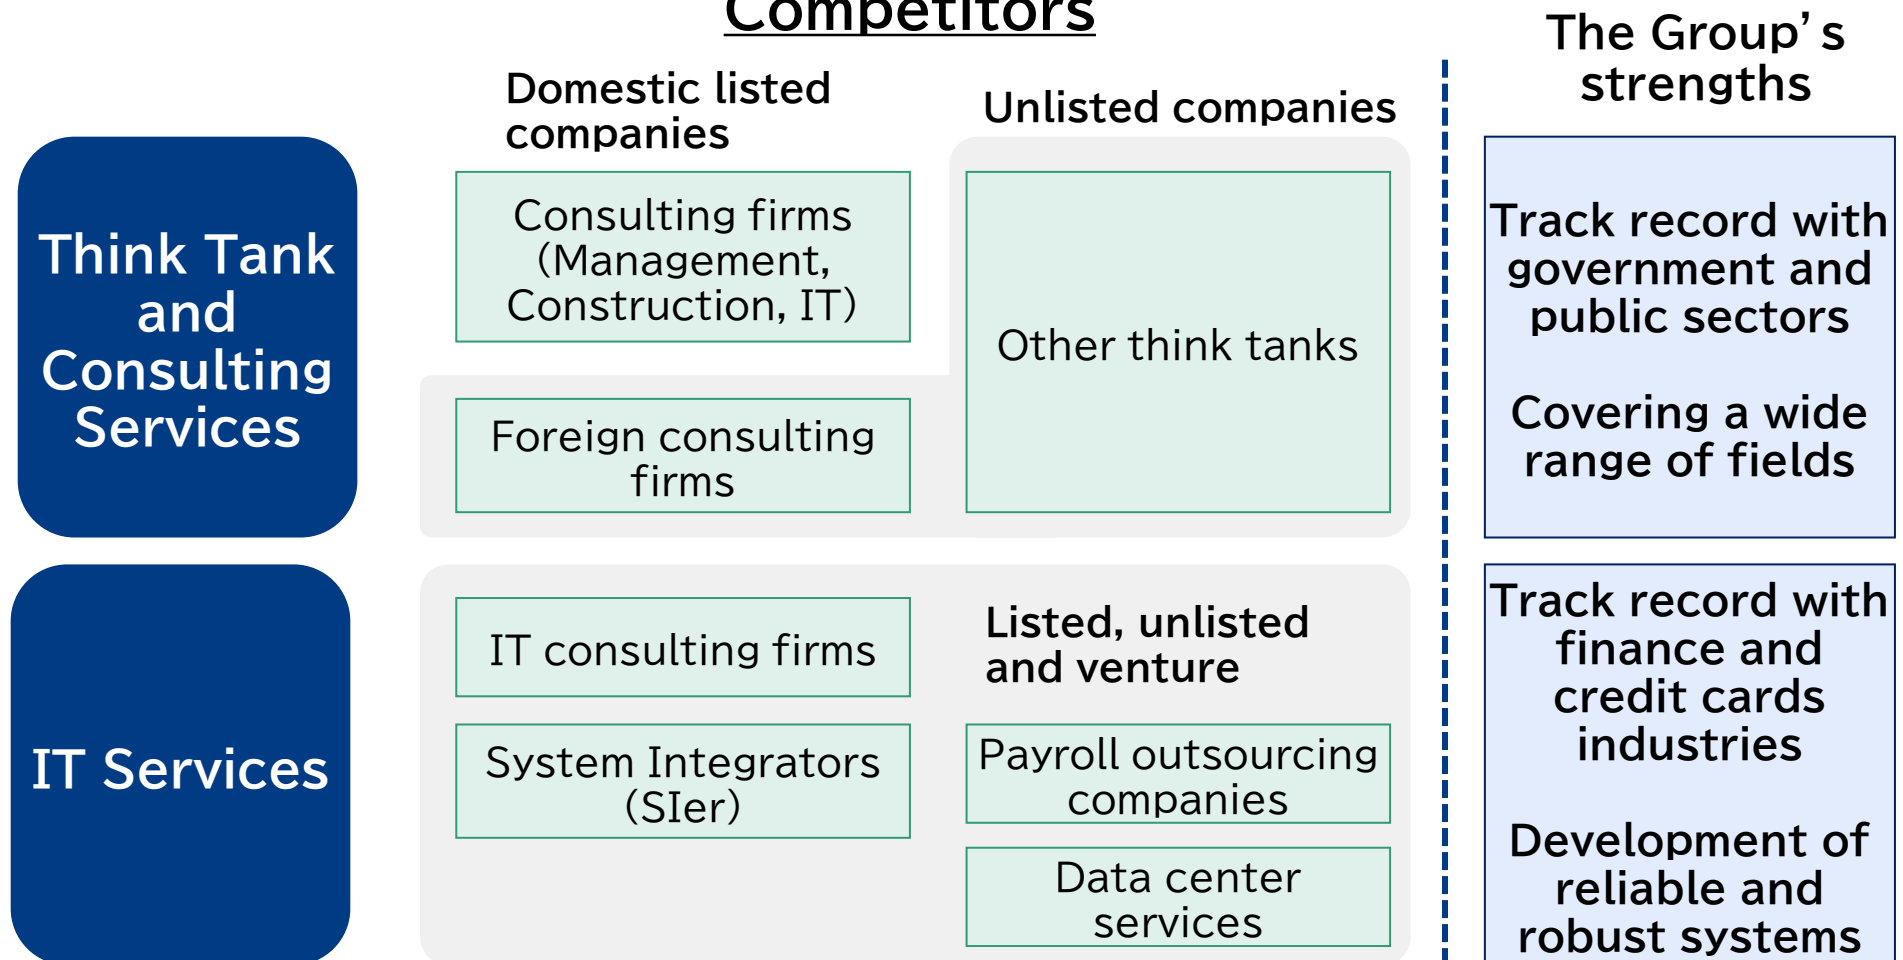 Competitors
The Group’s
strengths
Domestic listed
companies
Unlisted companies
Think Tank
and
Consulting
Services
Consulting firms
(Management,
Construction, IT)
Foreign consulting
firms
Other think tanks
Track record with
government and
public sectors
Covering a wide
range of fields
IT Services
IT consulting firms
System Integrators
(SIer)
Listed, unlisted
and venture
Payroll outsourcing
companies
Data center
services
Track record with
finance and
credit cards
industries
Development of
reliable and
robust systems